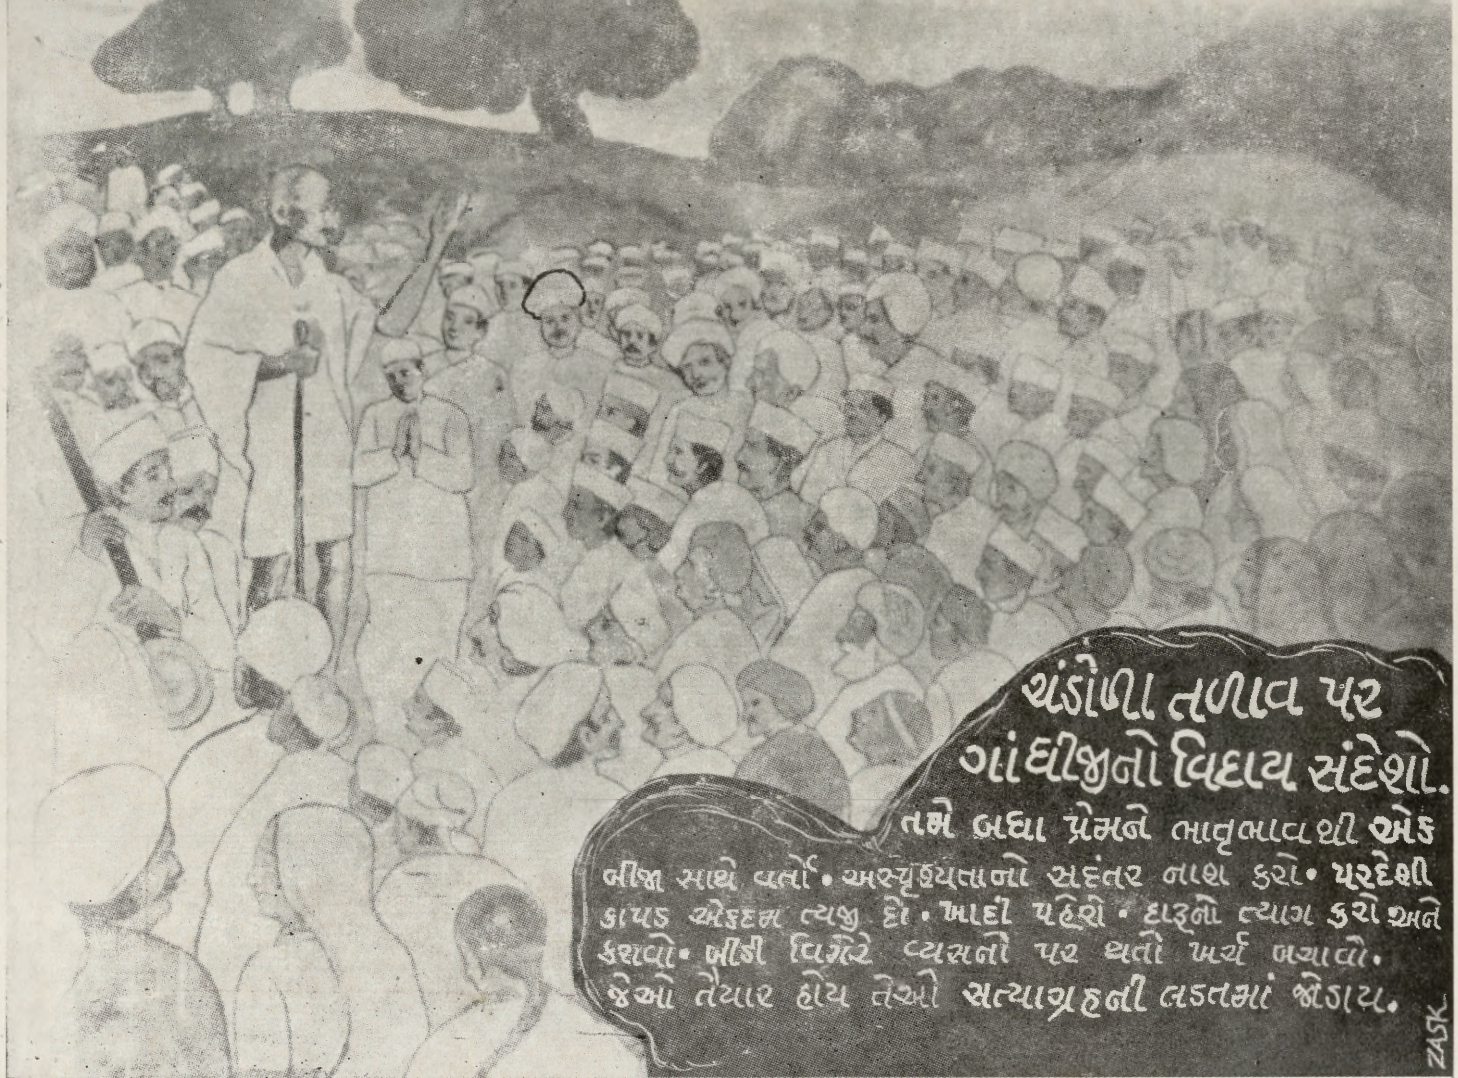 ચંડોળા તળાવ પર
ગાંધીજીનો વિદાય સંદેશો.
તમે બધા પ્રેમને ભાતૃભાવથી એક
બીજા સાથે વર્તો. અસ્પૃશ્યતાનો સદંતર નાશ કરો. પરદેશી
કાપડ એકદમ ત્યજી દો. ખાદી પહેરો. દારૂનો ત્યાગ કરો અને
કરાવો. બીડી વિગેરે વ્યસનો પર થતો ખર્ચ બચાવો.
જેઓ તૈયાર હોય તેઓ સત્યાગ્રહની લડતમાં જોડાય.
ZASK